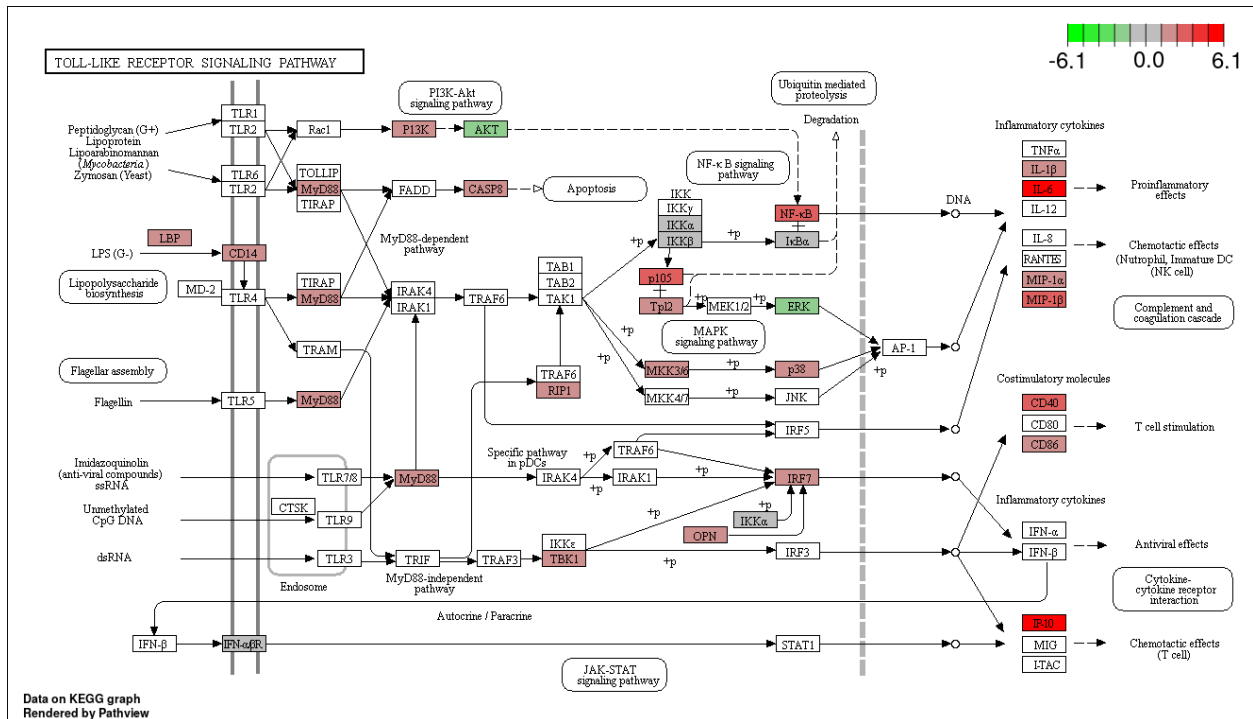 -6.1 0.0 6.1
TOLL-LIKE RECEPTOR SIGNALING PATHWAY
PI3K-Akt
signaling pathway
Ubiquitin mediated
proteolysis
Degradation
NF-κB signaling
pathway
Peptidoglycan (G+)
Lipoprotein
Lipoarabinomannan
(Mycobacteria)
Zymosan (Yeast)
TLR1
TLR2
TLR6
TLR2
Rac1
P13K
AKT
TOLLIP
MyD88
TIRAP
FADD
CASP8
Apoptosis
LBP
LPS (G-)
CD14
MyD88-dependent
pathway
Lipopolysaccharide
biosynthesis
MD-2
TLR4
TIRAP
MyD88
IRAK4
IRAK1
TRAF6
TAB1
TAB2
TAK1
TRAM
IKK
IKKγ
IKKα
IKKβ
+p
NF-κB
IκBα
p105
Tpl2
+p
MEK1/2
+p
ERK
MAPK
signaling pathway
+p
+p
MKK3/6
+p
p38
MKK4/7
+p
JNK
AP-1
+p
Flagellar assembly
Flagellin
TLR5
MyD88
TRAF6
RIP1
IRF5
Imidazoquinolin
(anti-viral compounds)
ssRNA
TLR7/8
MyD88
Specific pathway
in pDCs
IRAK4
+p
TRAF6
+p
IRAK1
+p
IRF7
+p
Unmethylated
CpG DNA
CTSK
TLR9
IKKα
OPN
+p
dsRNA
TLR3
Endosome
TRIF
TRAF3
IKKε
TBK1
+p
IRF3
MyD88-independent
pathway
Autocrine / Paracrine
IFN-β
IFN-αβR
STAT1
JAK-STAT
signaling pathway
DNA
Inflammatory cytokines
TNFα
IL-1β
IL-6
IL-12
Proinflammatory
effects
IL-8
RANTES
MIP-1α
MIP-1β
Chemotactic effects
(Nutrophil, Immature DC)
(NK cell)
Complement and
coagulation cascade
Costimulatory molecules
CD40
CD80
CD86
T cell stimulation
Inflammatory cytokines
IFN-α
IFN-β
Antiviral effects
Cytokine-
cytokine receptor
interaction
IP-10
MIG
I-TAC
Chemotactic effects
(T cell)
Data on KEGG graph
Rendered by Pathview